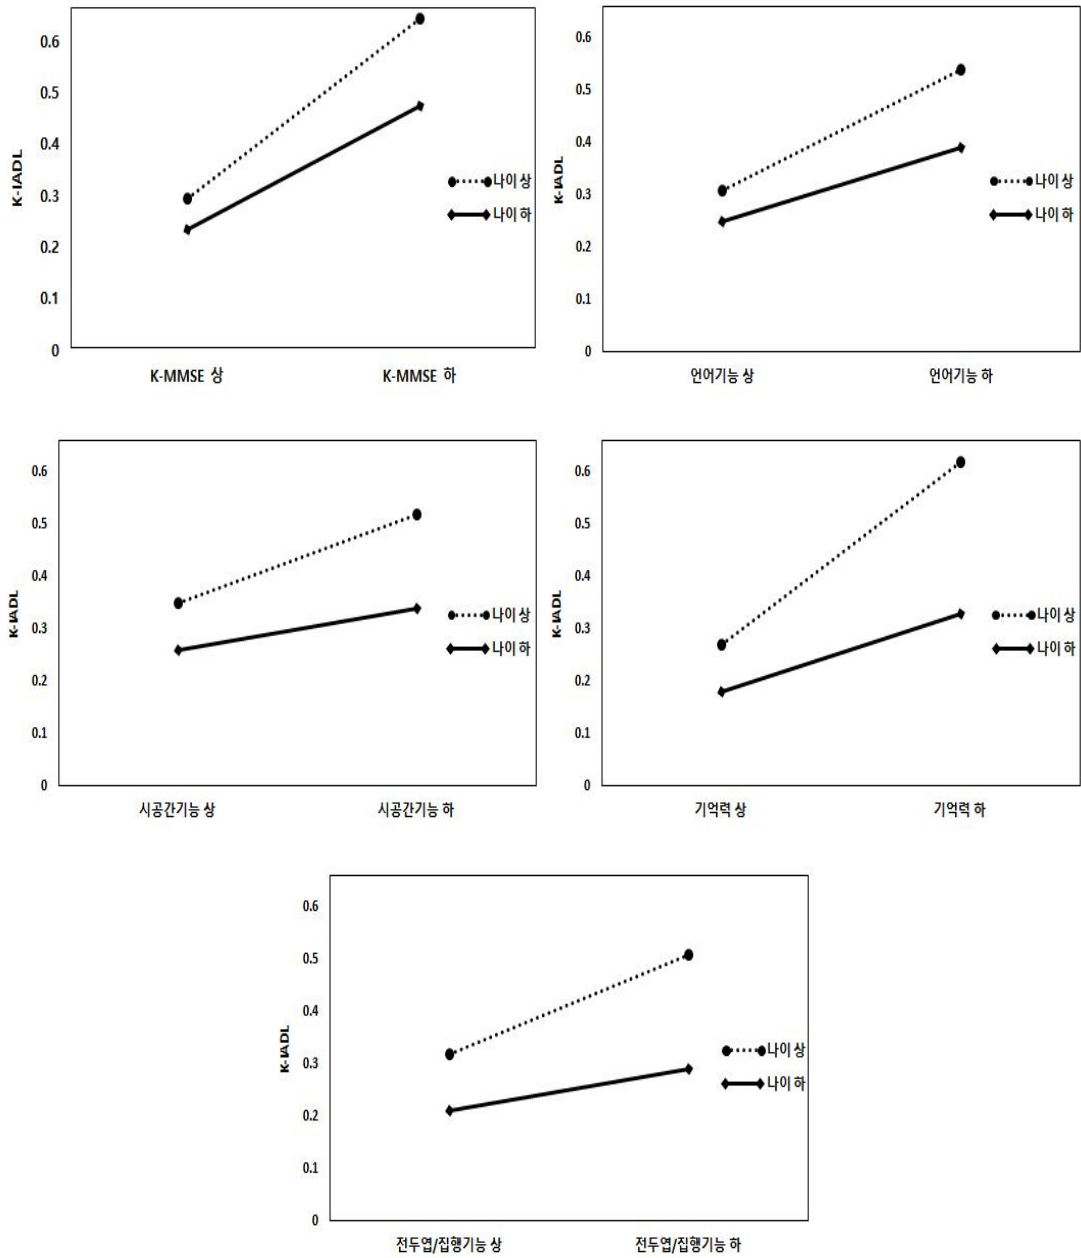 0.6
0.5
0.4
0.3
0.2
0.1
0
K-IADL
나이 상
나이 하
K-MMSE 상
K-MMSE 하
0.6
0.5
0.4
0.3
0.2
0.1
0
K-IADL
나이 상
나이 하
언어기능 상
언어기능 하
0.6
0.5
0.4
0.3
0.2
0.1
0
K-IADL
나이 상
나이 하
시공간기능 상
시공간기능 하
0.6
0.5
0.4
0.3
0.2
0.1
0
K-IADL
나이 상
나이 하
기억력 상
기억력 하
0.6
0.5
0.4
0.3
0.2
0.1
0
K-IADL
나이 상
나이 하
전두엽/집행기능 상
전두엽/집행기능 하